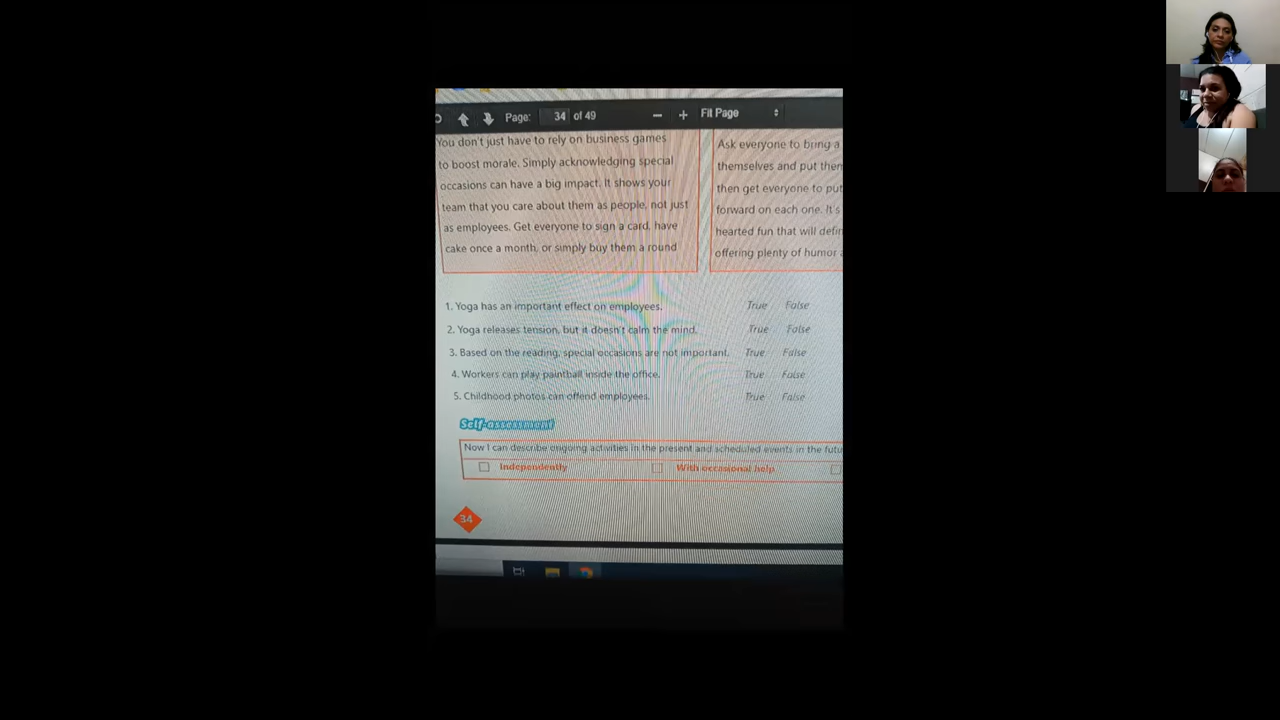 Page: 34 of 49 − + Fit Page
You don't just have to rely on business games
to boost morale. Simply acknowledging special
occasions can have a big impact. It shows your
team that you care about them as people, not just
as employees. Get everyone to sign a card, have
cake once a month, or simply buy them a round
Ask everyone to bring a
themselves and put them
then get everyone to put
forward on each one. It's
hearted fun that will defin
offering plenty of humor a
1. Yoga has an important effect on employees. True False
2. Yoga releases tension, but it doesn't calm the mind. True False
3. Based on the reading, special occasions are not important. True False
4. Workers can play paintball inside the office. True False
5. Childhood photos can offend employees. True False
Self-assessment
Now I can describe ongoing activities in the present and scheduled events in the futu
Independently With occasional help
34